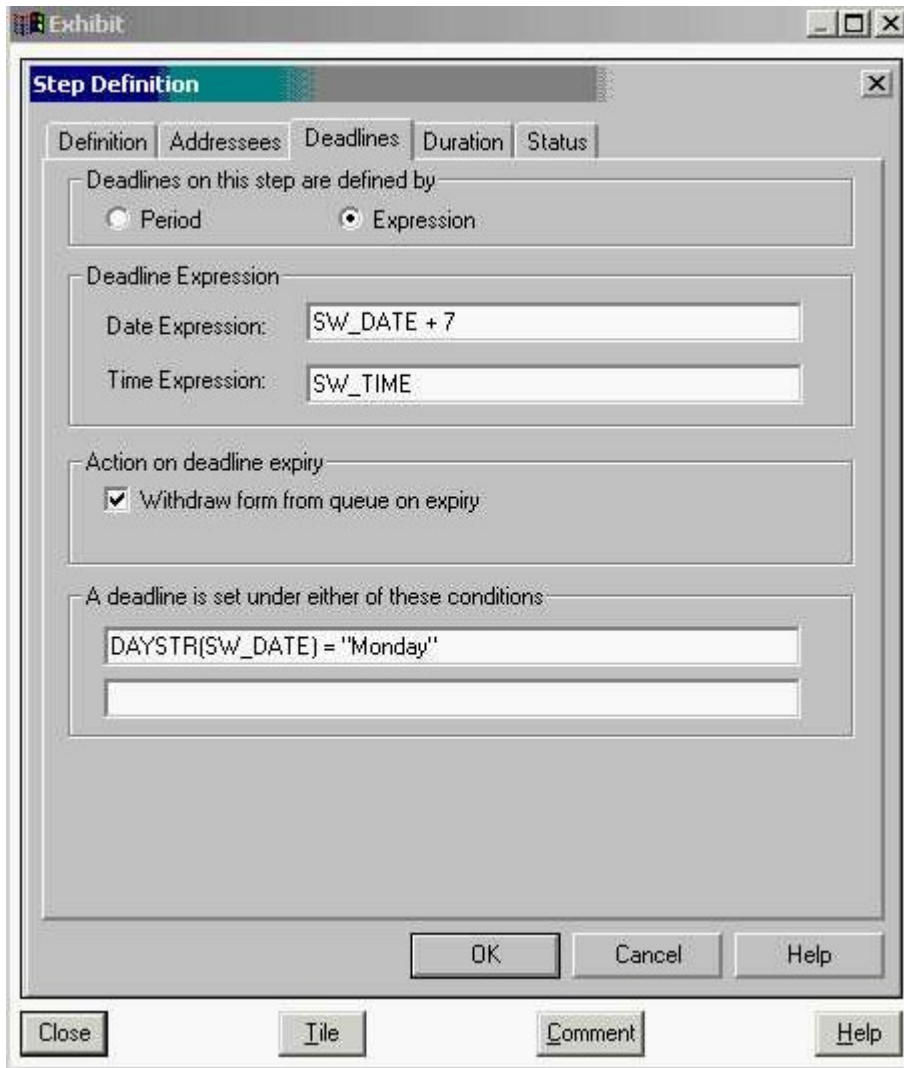 Exhibit
Step Definition
Definition Addressees Deadlines Duration Status
Deadlines on this step are defined by
Period Expression
Deadline Expression
Date Expression: SW_DATE + 7
Time Expression: SW_TIME
Action on deadline expiry
Withdraw form from queue on expiry
A deadline is set under either of these conditions
DAYSTR(SW_DATE) = "Monday"
OK Cancel Help
Close Tile Comment Help